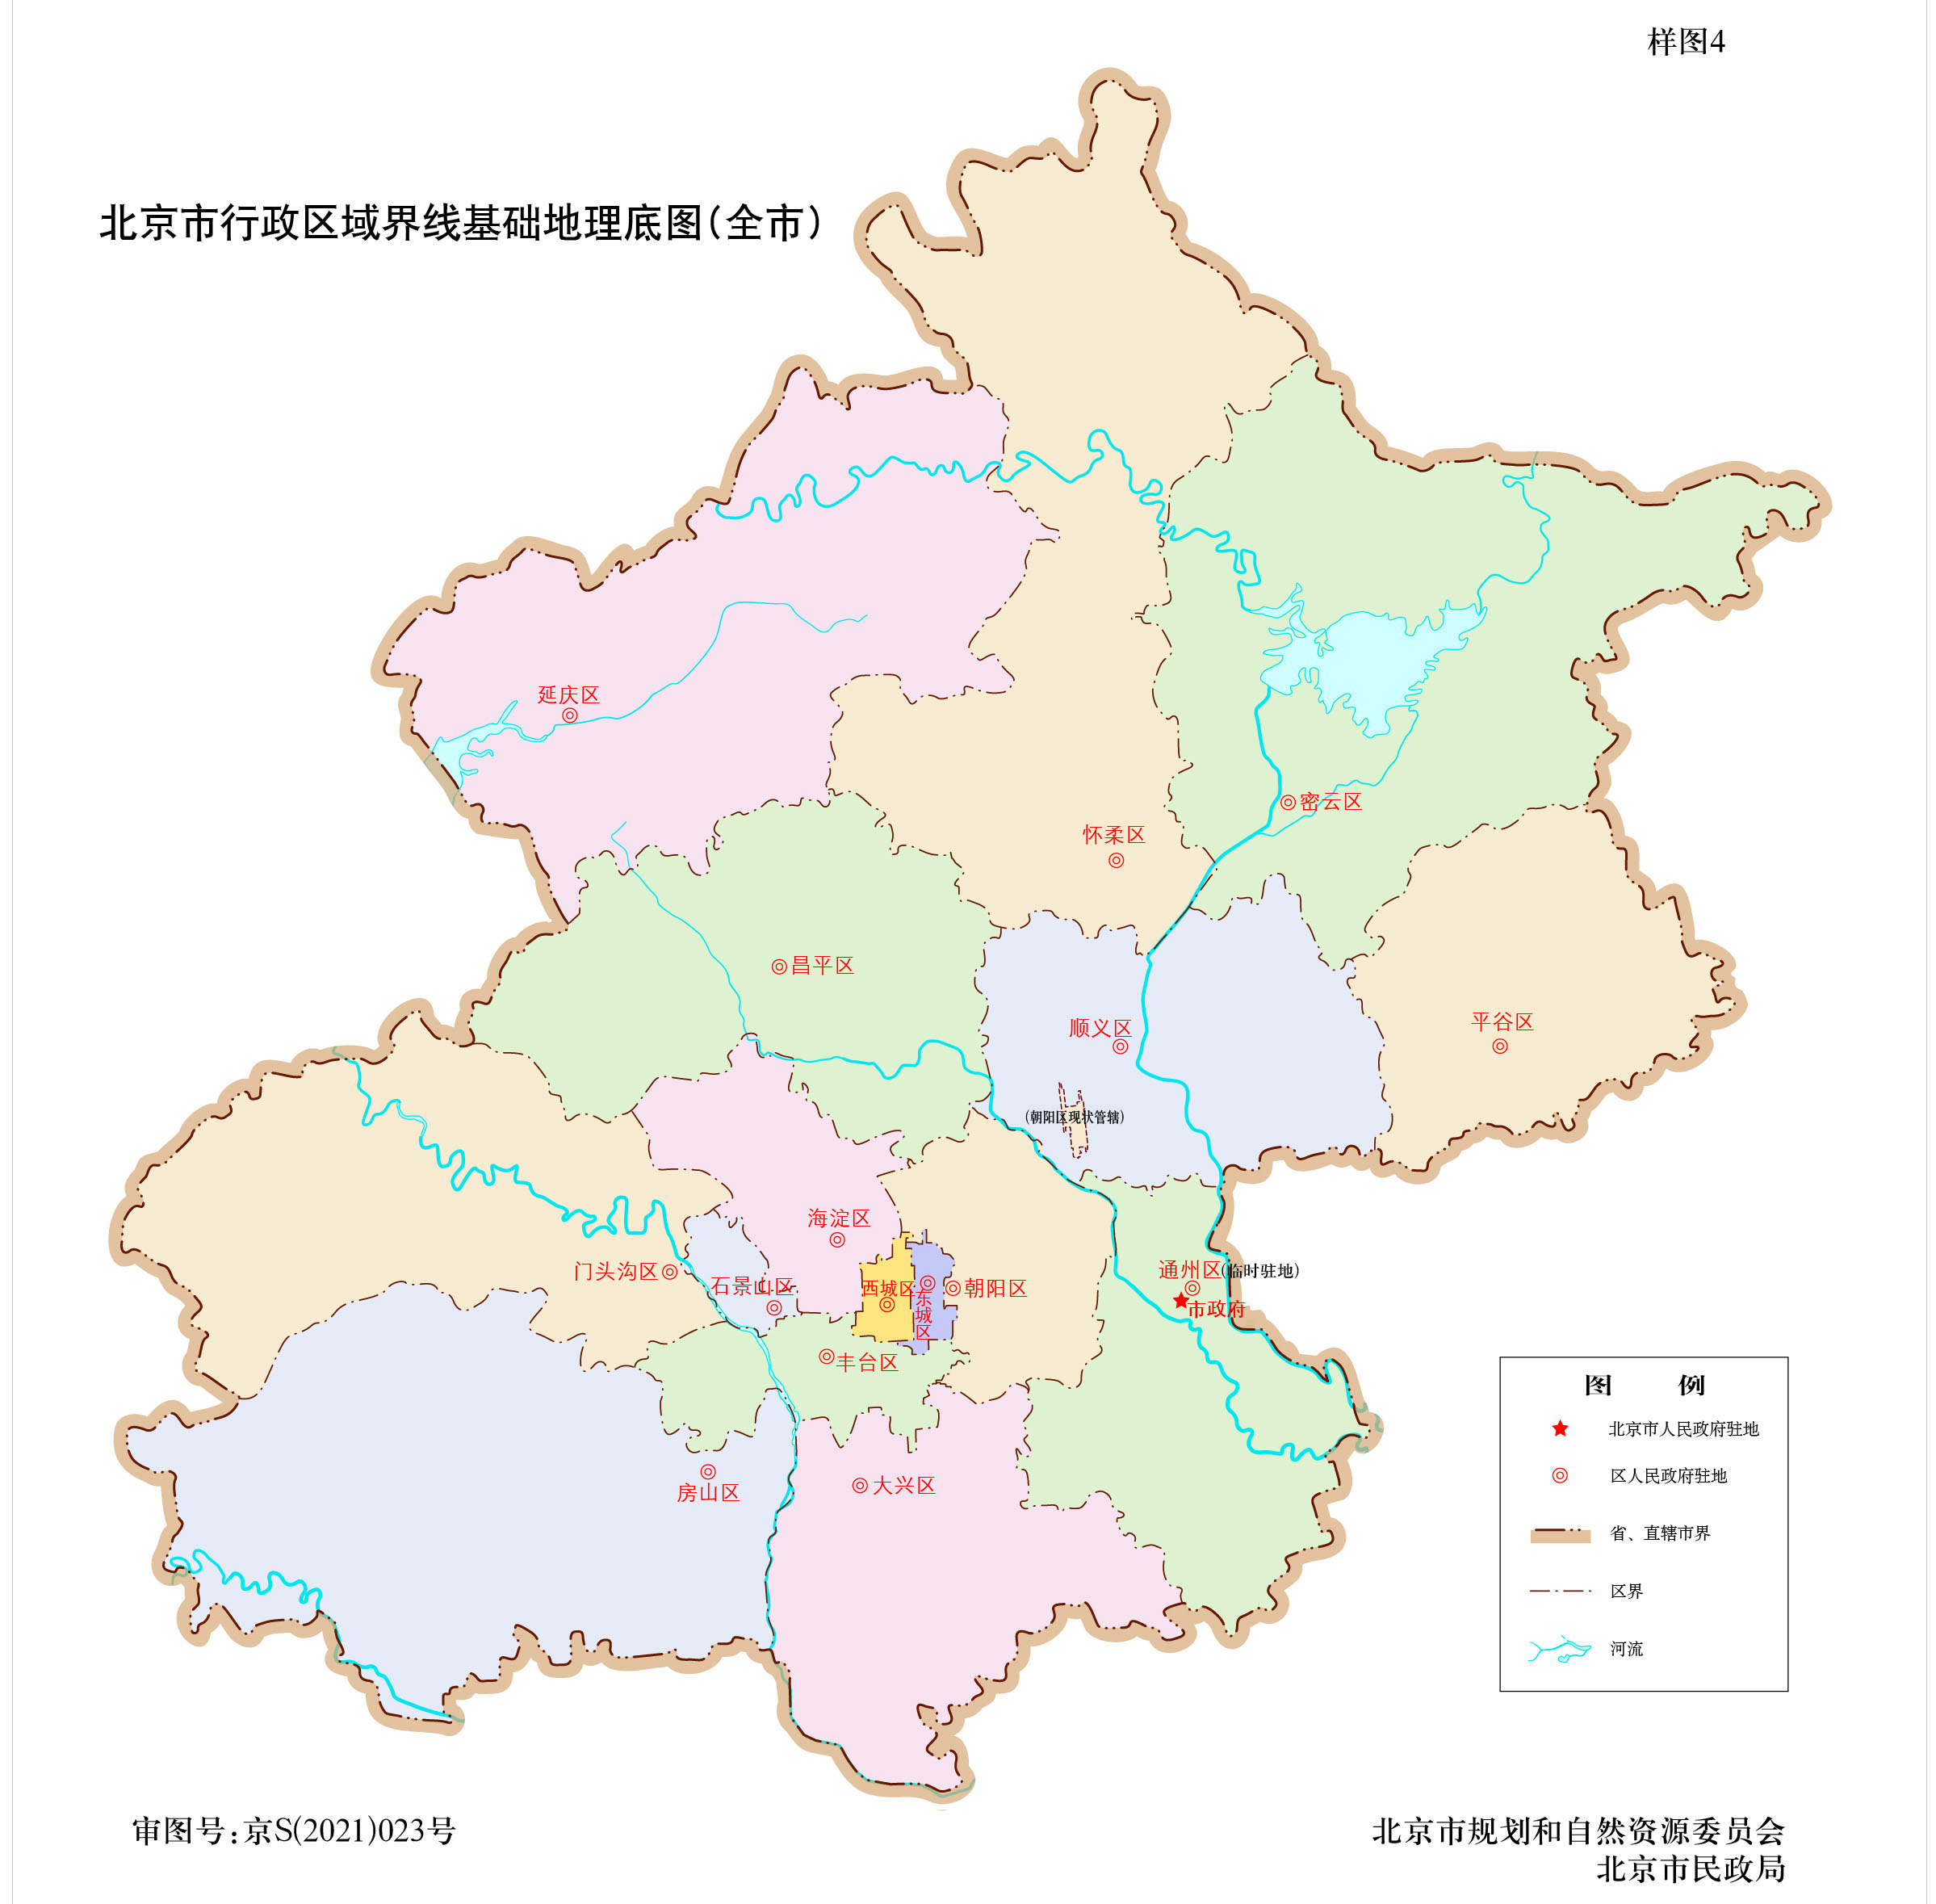 样图4
北京市行政区域界线基础地理底图(全市)
延庆区
密云区
怀柔区
昌平区
平谷区
顺义区
(朝阳区现状管辖)
海淀区
门头沟区
石景山区
西城区
东城区
朝阳区
通州区(临时驻地)
市政府
丰台区
房山区
大兴区
图 例
北京市人民政府驻地
区人民政府驻地
省、直辖市界
区界
河流
审图号:京S(2021)023号
北京市规划和自然资源委员会
北京市民政局